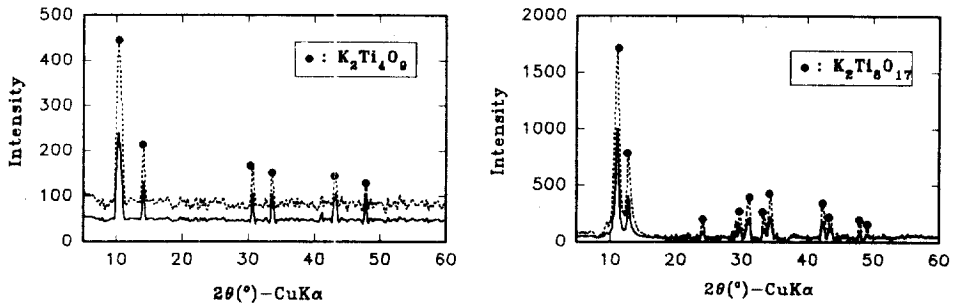 500
400
300
200
100
0
Intensity
● : K₂Ti₄O₉
10 20 30 40 50 60
2θ(°)-CuKα
2000
1500
1000
500
0
Intensity
● : K₂Ti₈O₁₇
10 20 30 40 50 60
2θ(°)-CuKα